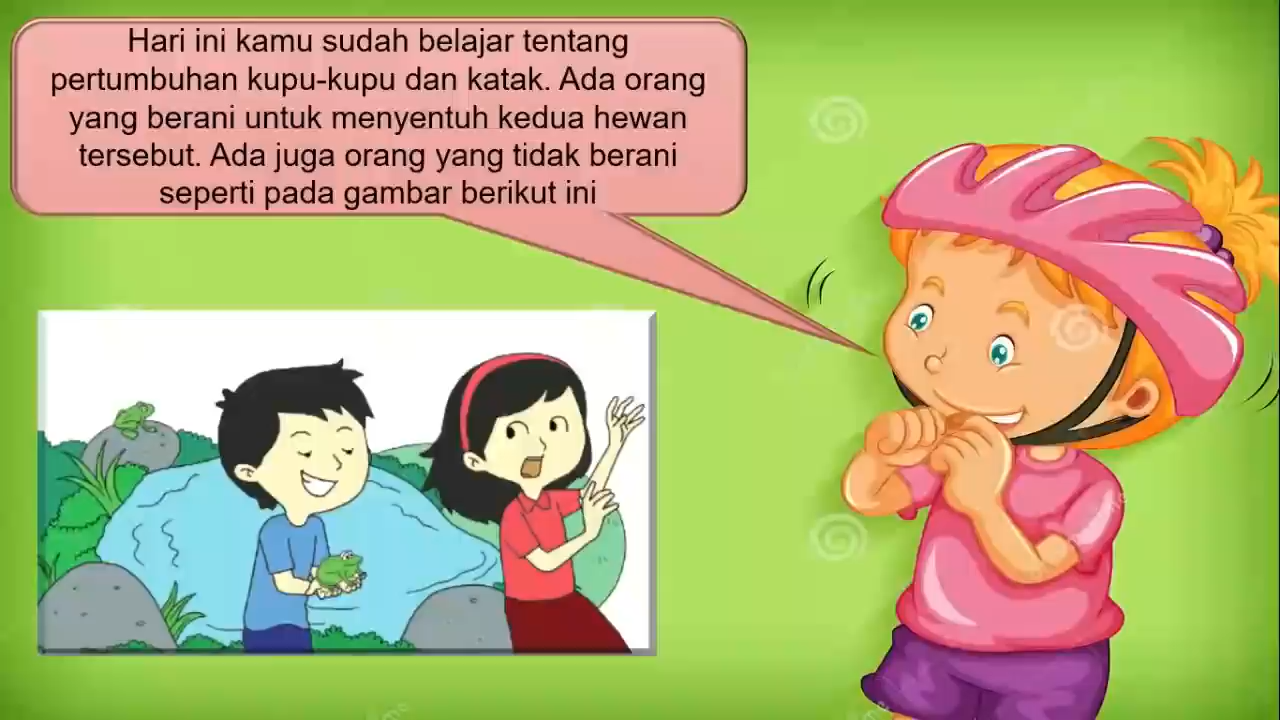 Hari ini kamu sudah belajar tentang
pertumbuhan kupu-kupu dan katak. Ada orang
yang berani untuk menyentuh kedua hewan
tersebut. Ada juga orang yang tidak berani
seperti pada gambar berikut ini